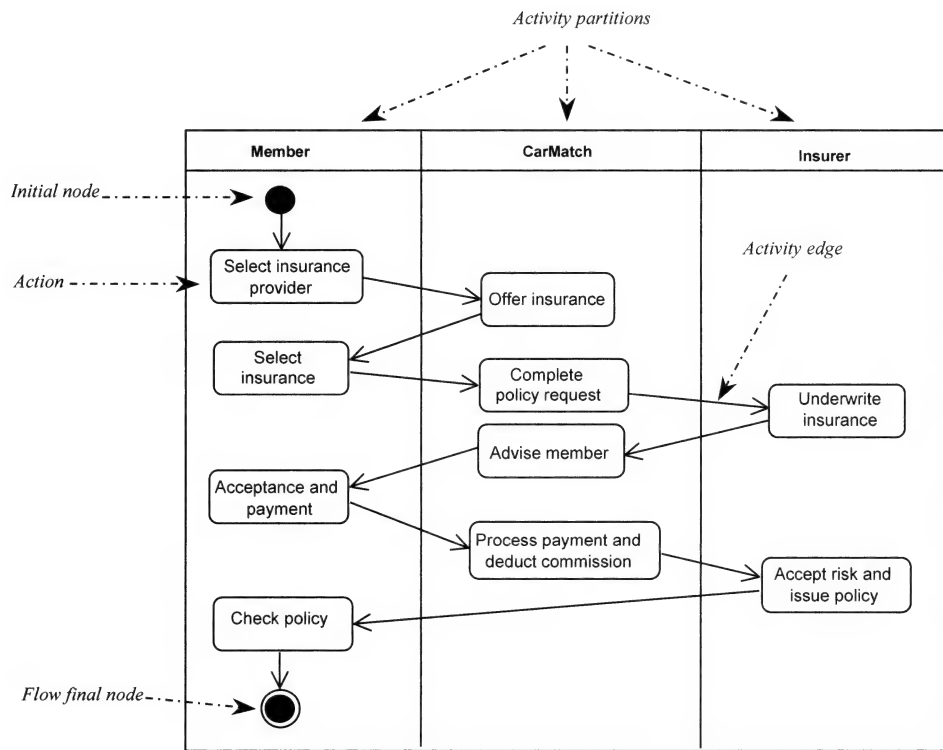 Activity partitions
Member
CarMatch
Insurer
Initial node
Activity edge
Select insurance
provider
Action
Offer insurance
Select
insurance
Complete
policy request
Underwrite
insurance
Advise member
Acceptance and
payment
Process payment and
deduct commission
Accept risk and
issue policy
Check policy
Flow final node